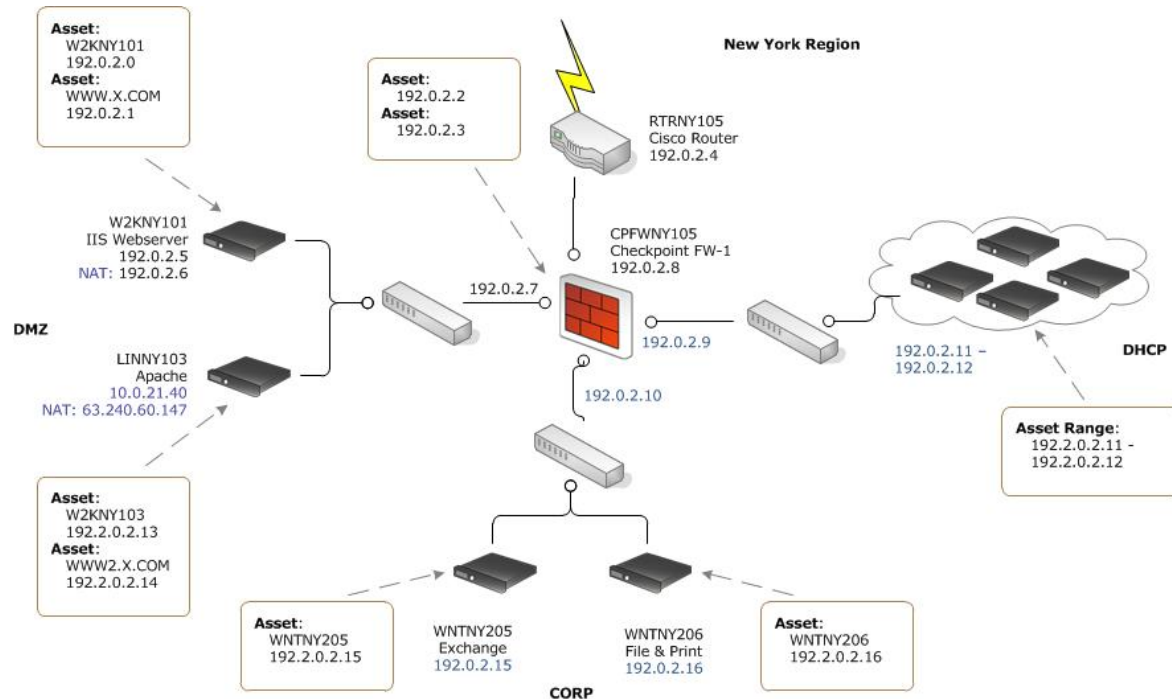 Asset:
W2KNY101
192.0.2.0
Asset:
WWW.X.COM
192.0.2.1
New York Region
Asset:
192.0.2.2
Asset:
192.0.2.3
RTRNY105
Cisco Router
192.0.2.4
W2KNY101
IIS Webserver
192.0.2.5
NAT: 192.0.2.6
CPFWNY105
Checkpoint FW-1
192.0.2.8
192.0.2.7
DMZ
192.0.2.9
192.0.2.11 –
192.0.2.12
DHCP
LINNY103
Apache
10.0.21.40
NAT: 63.240.60.147
192.0.2.10
Asset Range:
192.2.0.2.11 -
192.2.0.2.12
Asset:
W2KNY103
192.2.0.2.13
Asset:
WWW2.X.COM
192.2.0.2.14
Asset:
WNTNY205
192.2.0.2.15
WNTNY205
Exchange
192.0.2.15
WNTNY206
File & Print
192.0.2.16
Asset:
WNTNY206
192.2.0.2.16
CORP